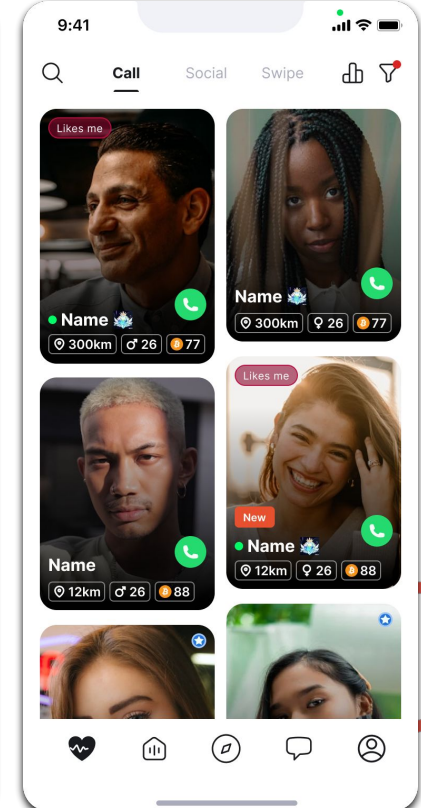 9:41
Call Social Swipe
Likes me
Name
300km 26 77
Name
300km 26 77
Name
12km 26 88
Likes me
New
Name
12km 26 88